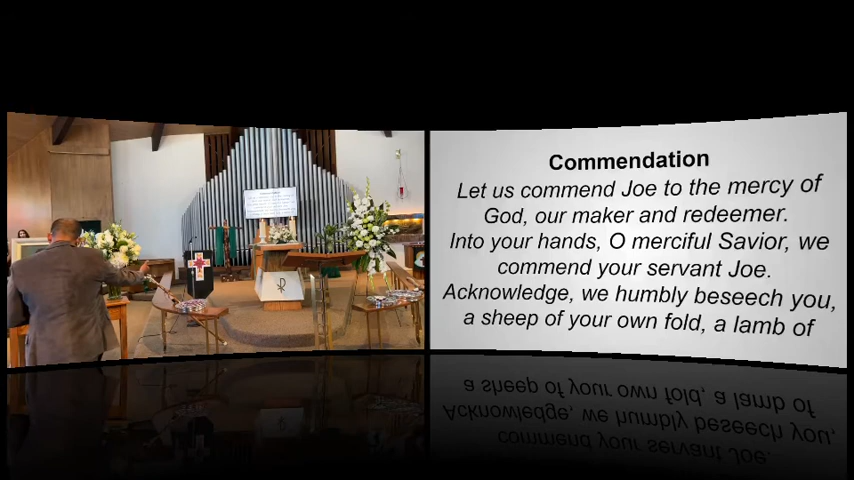 Commendation
Let us commend Joe to the mercy of
God, our maker and redeemer.
Into your hands, O merciful Savior, we
commend your servant Joe.
Acknowledge, we humbly beseech you,
a sheep of your own fold, a lamb of